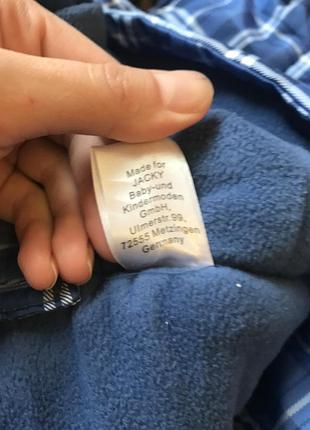 Made for
JACKY
Baby-und
Kindermoden
GmbH,
Ulmerstr.99,
72555 Metzingen
Germany